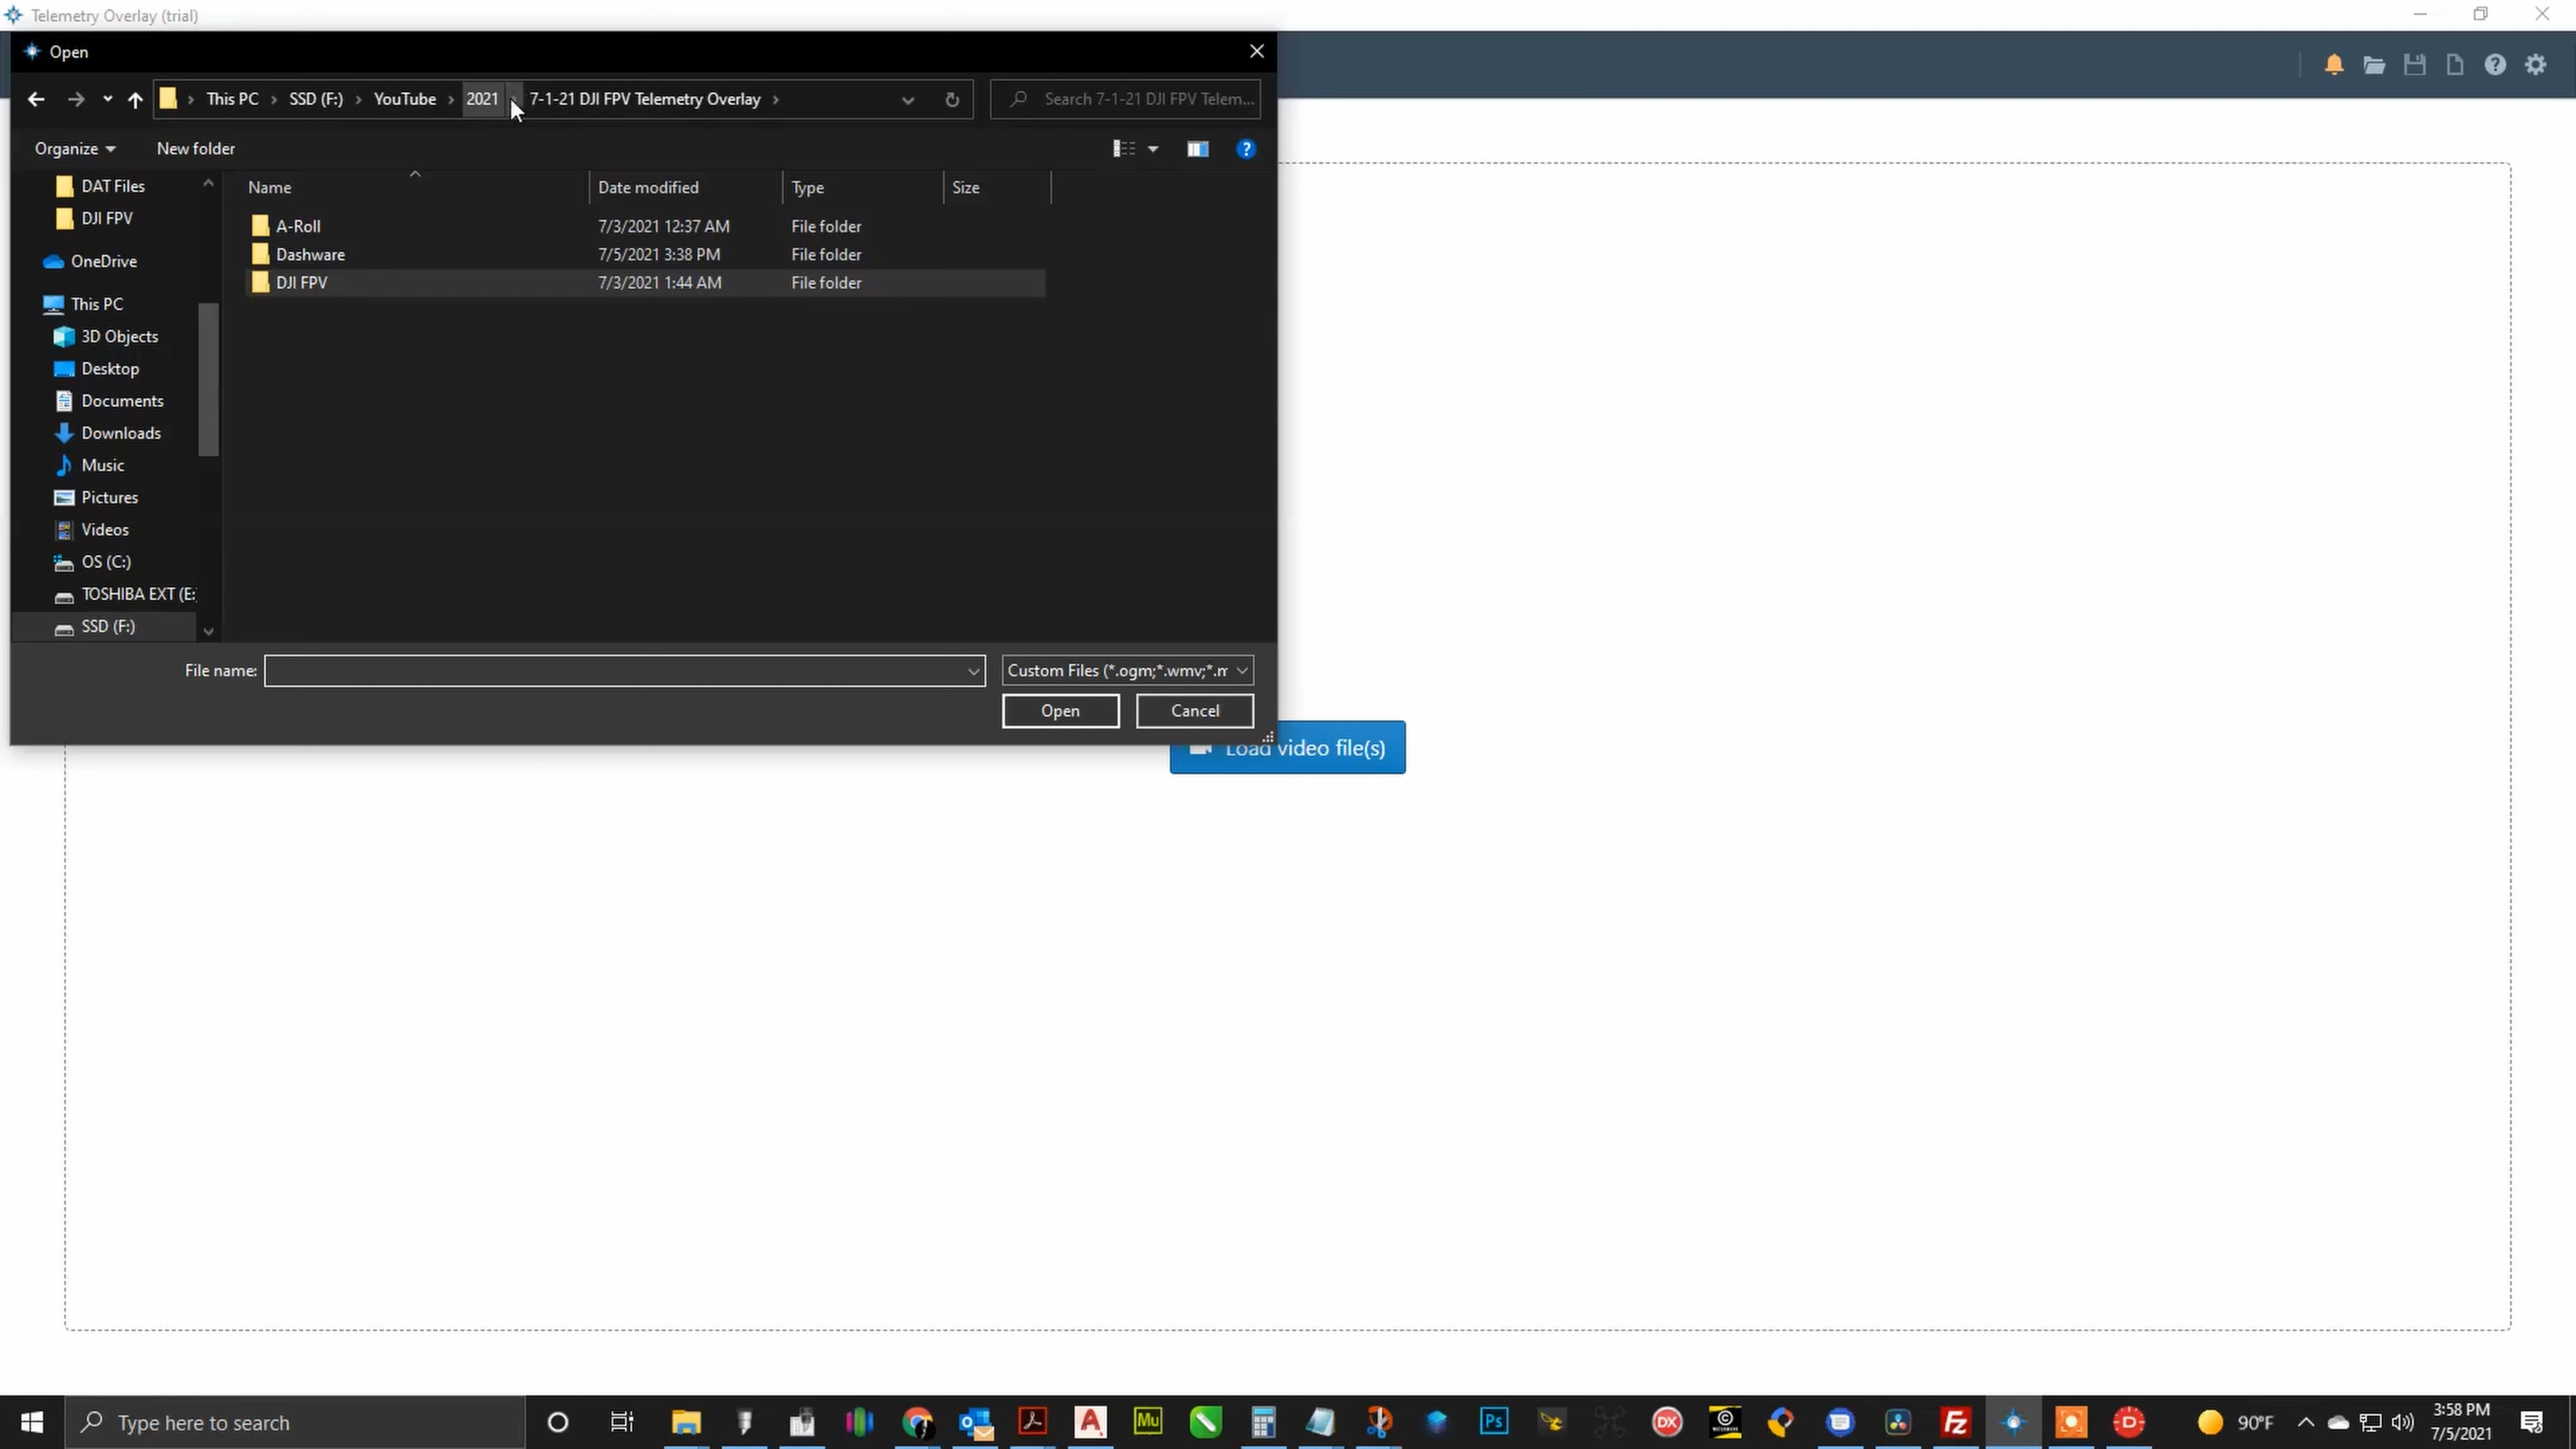 Telemetry Overlay (trial)
Open
This PC > SSD (F:) > YouTube > 2021 > 7-1-21 DJI FPV Telemetry Overlay >
Search 7-1-21 DJI FPV Telem...
Organize
New folder
DAT Files
DJI FPV
OneDrive
This PC
3D Objects
Desktop
Documents
Downloads
Music
Pictures
Videos
OS (C:)
TOSHIBA EXT (E:
SSD (F:)
Name Date modified Type Size
A-Roll 7/3/2021 12:37 AM File folder
Dashware 7/5/2021 3:38 PM File folder
DJI FPV 7/3/2021 1:44 AM File folder
File name:
Custom Files (*.ogm;*.wmv;*.m
Open
Cancel
Load video file(s)
Type here to search
Mu
Ps
DX
Fz
D
90°F
3:58 PM
7/5/2021